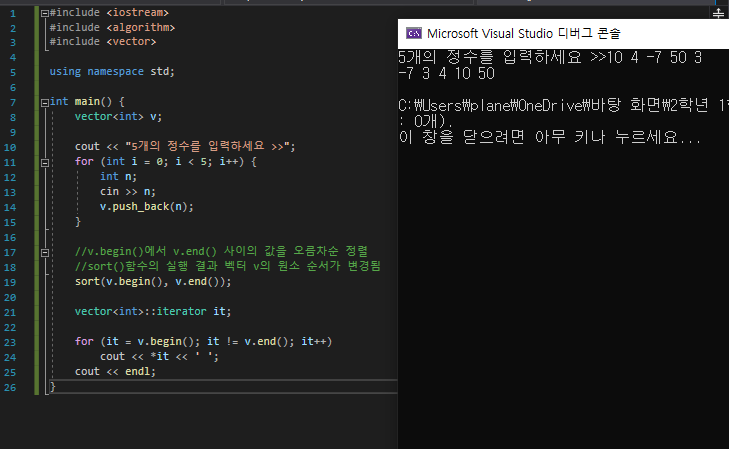 1 #include <iostream>
2 #include <algorithm>
3 #include <vector>
4
5 using namespace std;
6
7 int main() {
8 vector<int> v;
9
10 cout << "5개의 정수를 입력하세요 >>";
11 for (int i = 0; i < 5; i++) {
12 int n;
13 cin >> n;
14 v.push_back(n);
15 }
16
17 //v.begin()에서 v.end() 사이의 값을 오름차순 정렬
18 //sort()함수의 실행 결과 벡터 v의 원소 순서가 변경됨
19 sort(v.begin(), v.end());
20
21 vector<int>::iterator it;
22
23 for (it = v.begin(); it != v.end(); it++)
24 cout << *it << ' ';
25 cout << endl;
26 }
Microsoft Visual Studio 디버그 콘솔
5개의 정수를 입력하세요 >>10 4 -7 50 3
-7 3 4 10 50
C:₩Users₩plane₩OneDrive₩바탕 화면₩2학년 1
: 0개).
이 창을 닫으려면 아무 키나 누르세요...